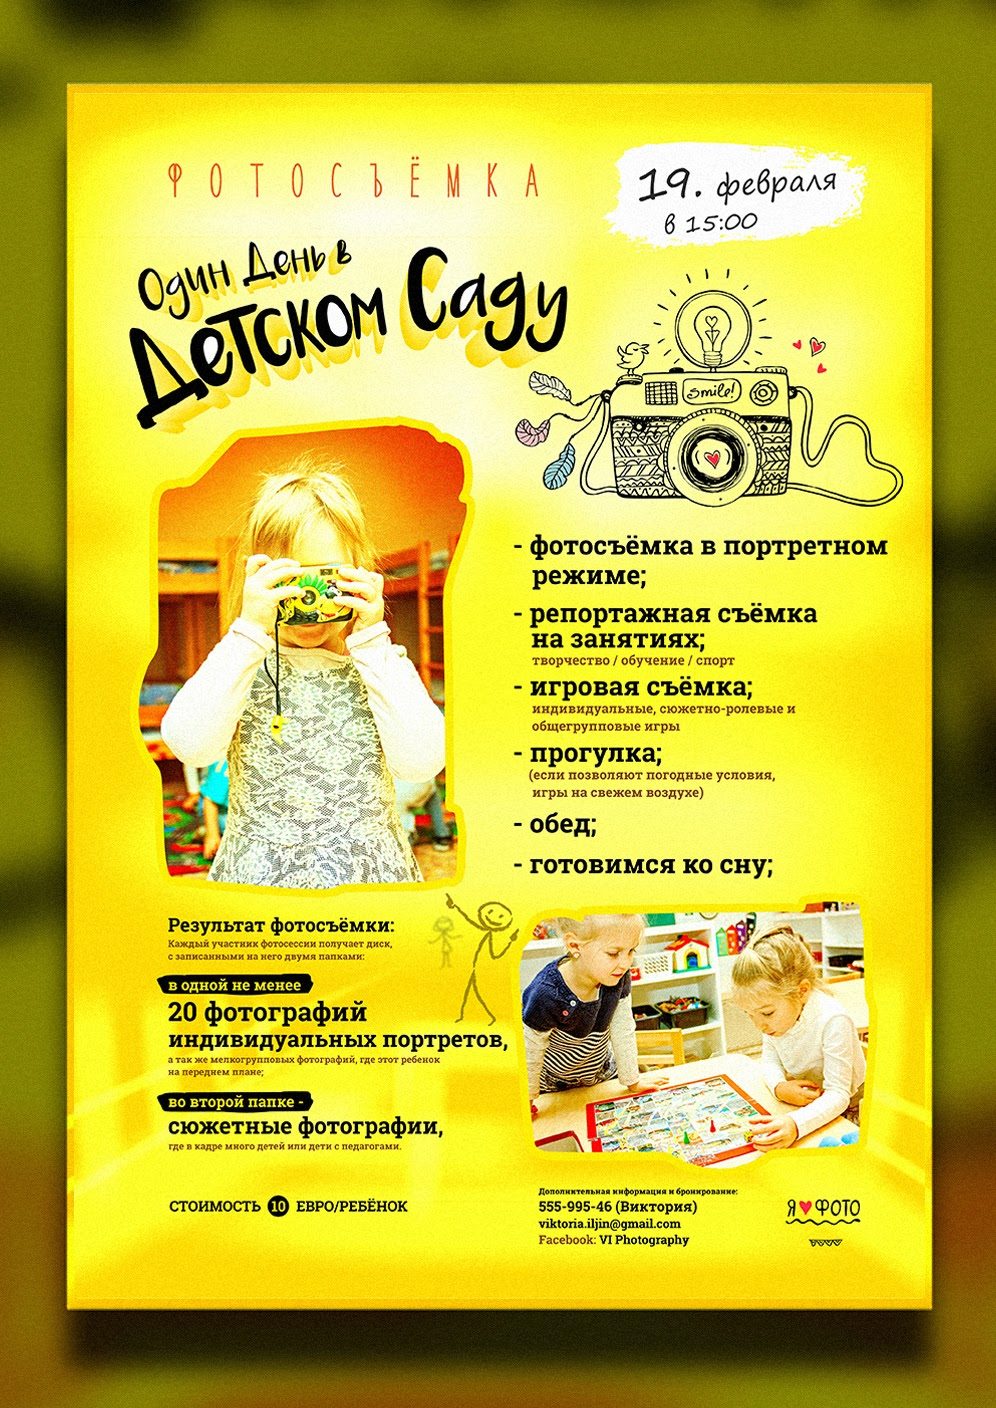 ФОТОСЪЁМКА
19. февраля
в 15:00
Один День в
Детском Саду
Smile!
- фотосъёмка в портретном
режиме;
- репортажная съёмка
на занятиях;
творчество / обучение / спорт
- игровая съёмка;
индивидуальные, сюжетно-ролевые и
общегрупповые игры
- прогулка;
(если позволяют погодные условия,
игры на свежем воздухе)
- обед;
- готовимся ко сну;
Результат фотосъёмки:
Каждый участник фотосессии получает диск,
с записанными на него двумя папками:
в одной не менее
20 фотографий
индивидуальных портретов,
а так же мелкогрупповых фотографий, где этот ребенок
на переднем плане;
во второй папке -
сюжетные фотографии,
где в кадре много детей или дети с педагогами.
СТОИМОСТЬ 10 ЕВРО/РЕБЁНОК
Дополнительная информация и бронирование:
555-995-46 (Виктория)
viktoria.iljin@gmail.com
Facebook: VI Photography
Я ♥ ФОТО